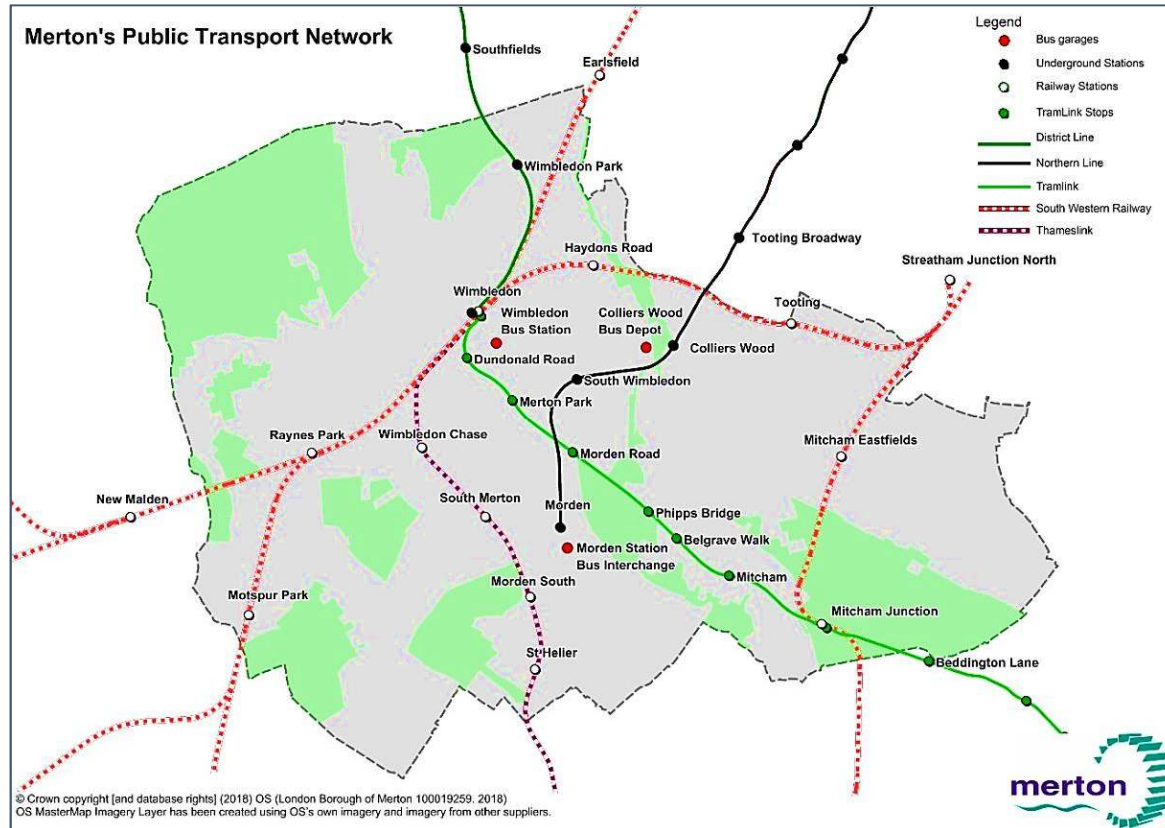 Merton's Public Transport Network
Legend
Bus garages
Underground Stations
Railway Stations
TramLink Stops
District Line
Northern Line
Tramlink
South Western Railway
Thameslink
Southfields
Earlsfield
Wimbledon Park
Tooting Broadway
Haydons Road
Streatham Junction North
Wimbledon
Wimbledon
Bus Station
Colliers Wood
Bus Depot
Tooting
Colliers Wood
Dundonald Road
South Wimbledon
Merton Park
Raynes Park
Wimbledon Chase
Morden Road
Mitcham Eastfields
New Malden
South Merton
Morden
Phipps Bridge
Belgrave Walk
Morden Station
Bus Interchange
Mitcham
Motspur Park
Morden South
Mitcham Junction
St Helier
Beddington Lane
merton
© Crown copyright [and database rights] (2018) OS (London Borough of Merton 100019259. 2018)
OS MasterMap Imagery Layer has been created using OS's own imagery and imagery from other suppliers.